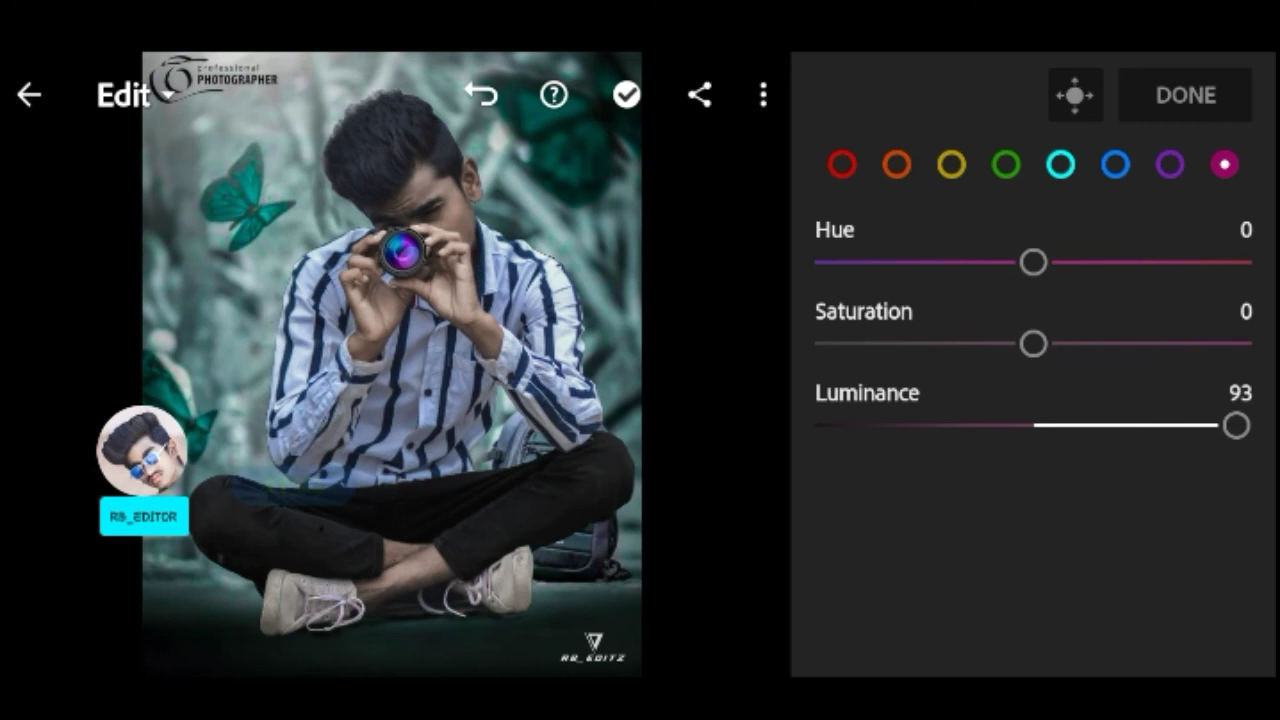 Edit
professional
PHOTOGRAPHER
DONE
Hue 0
Saturation 0
Luminance 93
RB_EDITOR
RB_EDITZ